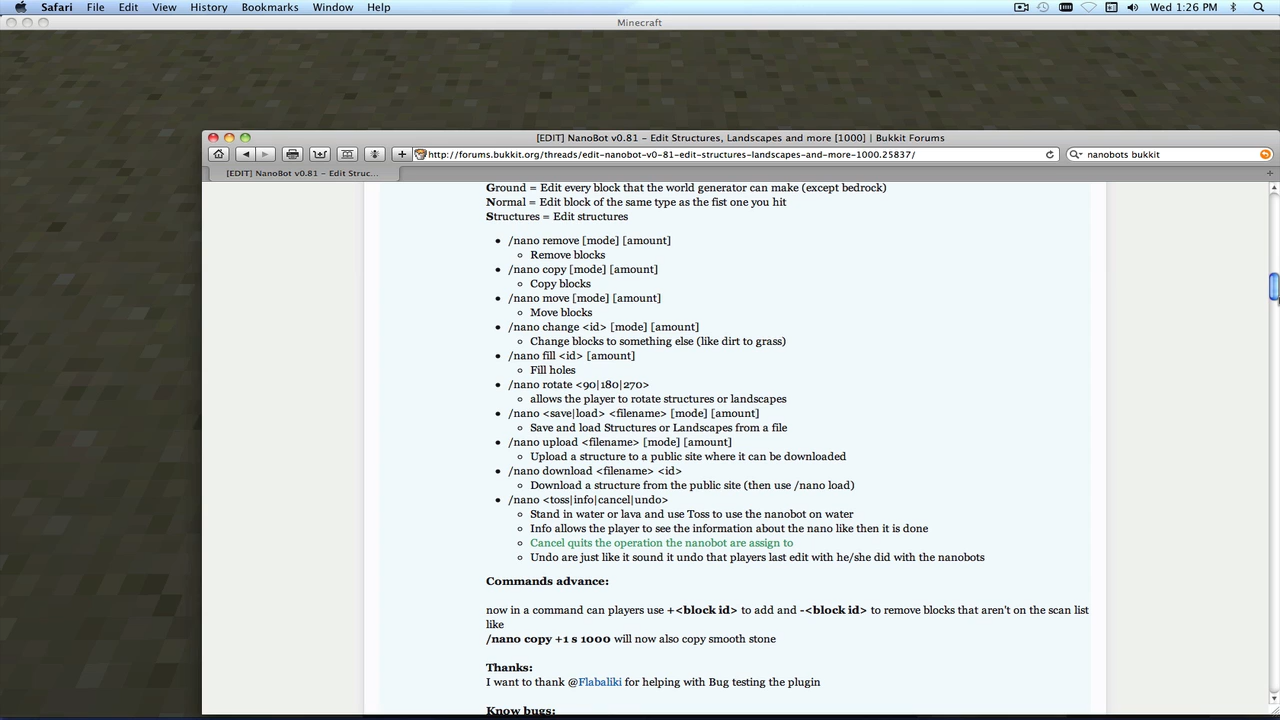 Safari File Edit View History Bookmarks Window Help Wed 1:26 PM
Minecraft
[EDIT] NanoBot v0.81 – Edit Structures, Landscapes and more [1000] | Bukkit Forums
http://forums.bukkit.org/threads/edit-nanobot-v0-81-edit-structures-landscapes-and-more-1000.25837/ nanobots bukkit
[EDIT] NanoBot v0.81 – Edit Struc...
Ground = Edit every block that the world generator can make (except bedrock)
Normal = Edit block of the same type as the fist one you hit
Structures = Edit structures
• /nano remove [mode] [amount]
◦ Remove blocks
• /nano copy [mode] [amount]
◦ Copy blocks
• /nano move [mode] [amount]
◦ Move blocks
• /nano change <id> [mode] [amount]
◦ Change blocks to something else (like dirt to grass)
• /nano fill <id> [amount]
◦ Fill holes
• /nano rotate <90|180|270>
◦ allows the player to rotate structures or landscapes
• /nano <save|load> <filename> [mode] [amount]
◦ Save and load Structures or Landscapes from a file
• /nano upload <filename> [mode] [amount]
◦ Upload a structure to a public site where it can be downloaded
• /nano download <filename> <id>
◦ Download a structure from the public site (then use /nano load)
• /nano <toss|info|cancel|undo>
◦ Stand in water or lava and use Toss to use the nanobot on water
◦ Info allows the player to see the information about the nano like then it is done
◦ Cancel quits the operation the nanobot are assign to
◦ Undo are just like it sound it undo that players last edit with he/she did with the nanobots
Commands advance:
now in a command can players use +<block id> to add and -<block id> to remove blocks that aren't on the scan list
like
/nano copy +1 s 1000 will now also copy smooth stone
Thanks:
I want to thank @Flabaliki for helping with Bug testing the plugin
Know bugs: